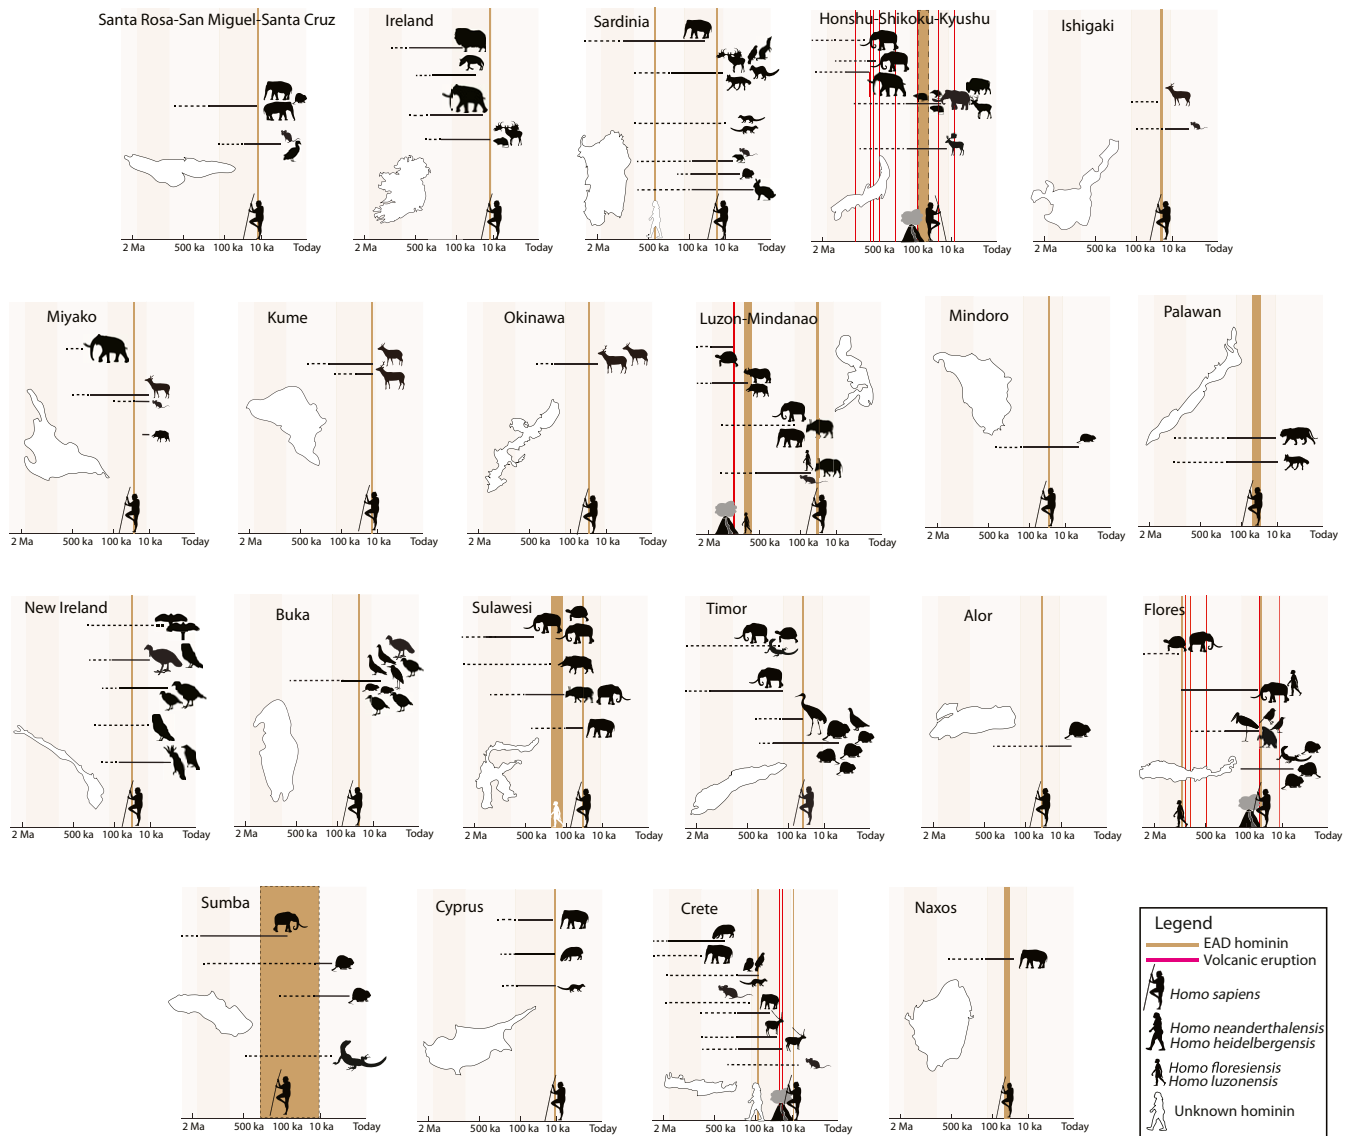 Santa Rosa-San Miguel-Santa Cruz
2 Ma 500 ka 100 ka 10 ka Today
Ireland
2 Ma 500 ka 100 ka 10 ka Today
Sardinia
2 Ma 500 ka 100 ka 10 ka Today
Honshu-Shikoku-Kyushu
2 Ma 500 ka 100 ka 10 ka Today
Ishigaki
2 Ma 500 ka 100 ka 10 ka Today
Miyako
2 Ma 500 ka 100 ka 10 ka Today
Kume
2 Ma 500 ka 100 ka 10 ka Today
Okinawa
2 Ma 500 ka 100 ka 10 ka Today
Luzon-Mindanao
2 Ma 500 ka 100 ka 10 ka Today
Mindoro
2 Ma 500 ka 100 ka 10 ka Today
Palawan
2 Ma 500 ka 100 ka 10 ka Today
New Ireland
2 Ma 500 ka 100 ka 10 ka Today
Buka
2 Ma 500 ka 100 ka 10 ka Today
Sulawesi
2 Ma 500 ka 100 ka 10 ka Today
Timor
2 Ma 500 ka 100 ka 10 ka Today
Alor
2 Ma 500 ka 100 ka 10 ka Today
Flores
2 Ma 500 ka 100 ka 10 ka Today
Sumba
2 Ma 500 ka 100 ka 10 ka Today
Cyprus
2 Ma 500 ka 100 ka 10 ka Today
Crete
2 Ma 500 ka 100 ka 10 ka Today
Naxos
2 Ma 500 ka 100 ka 10 ka Today
Legend
EAD hominin
Volcanic eruption
Homo sapiens
Homo neanderthalensis
Homo heidelbergensis
Homo floresiensis
Homo luzonensis
Unknown hominin